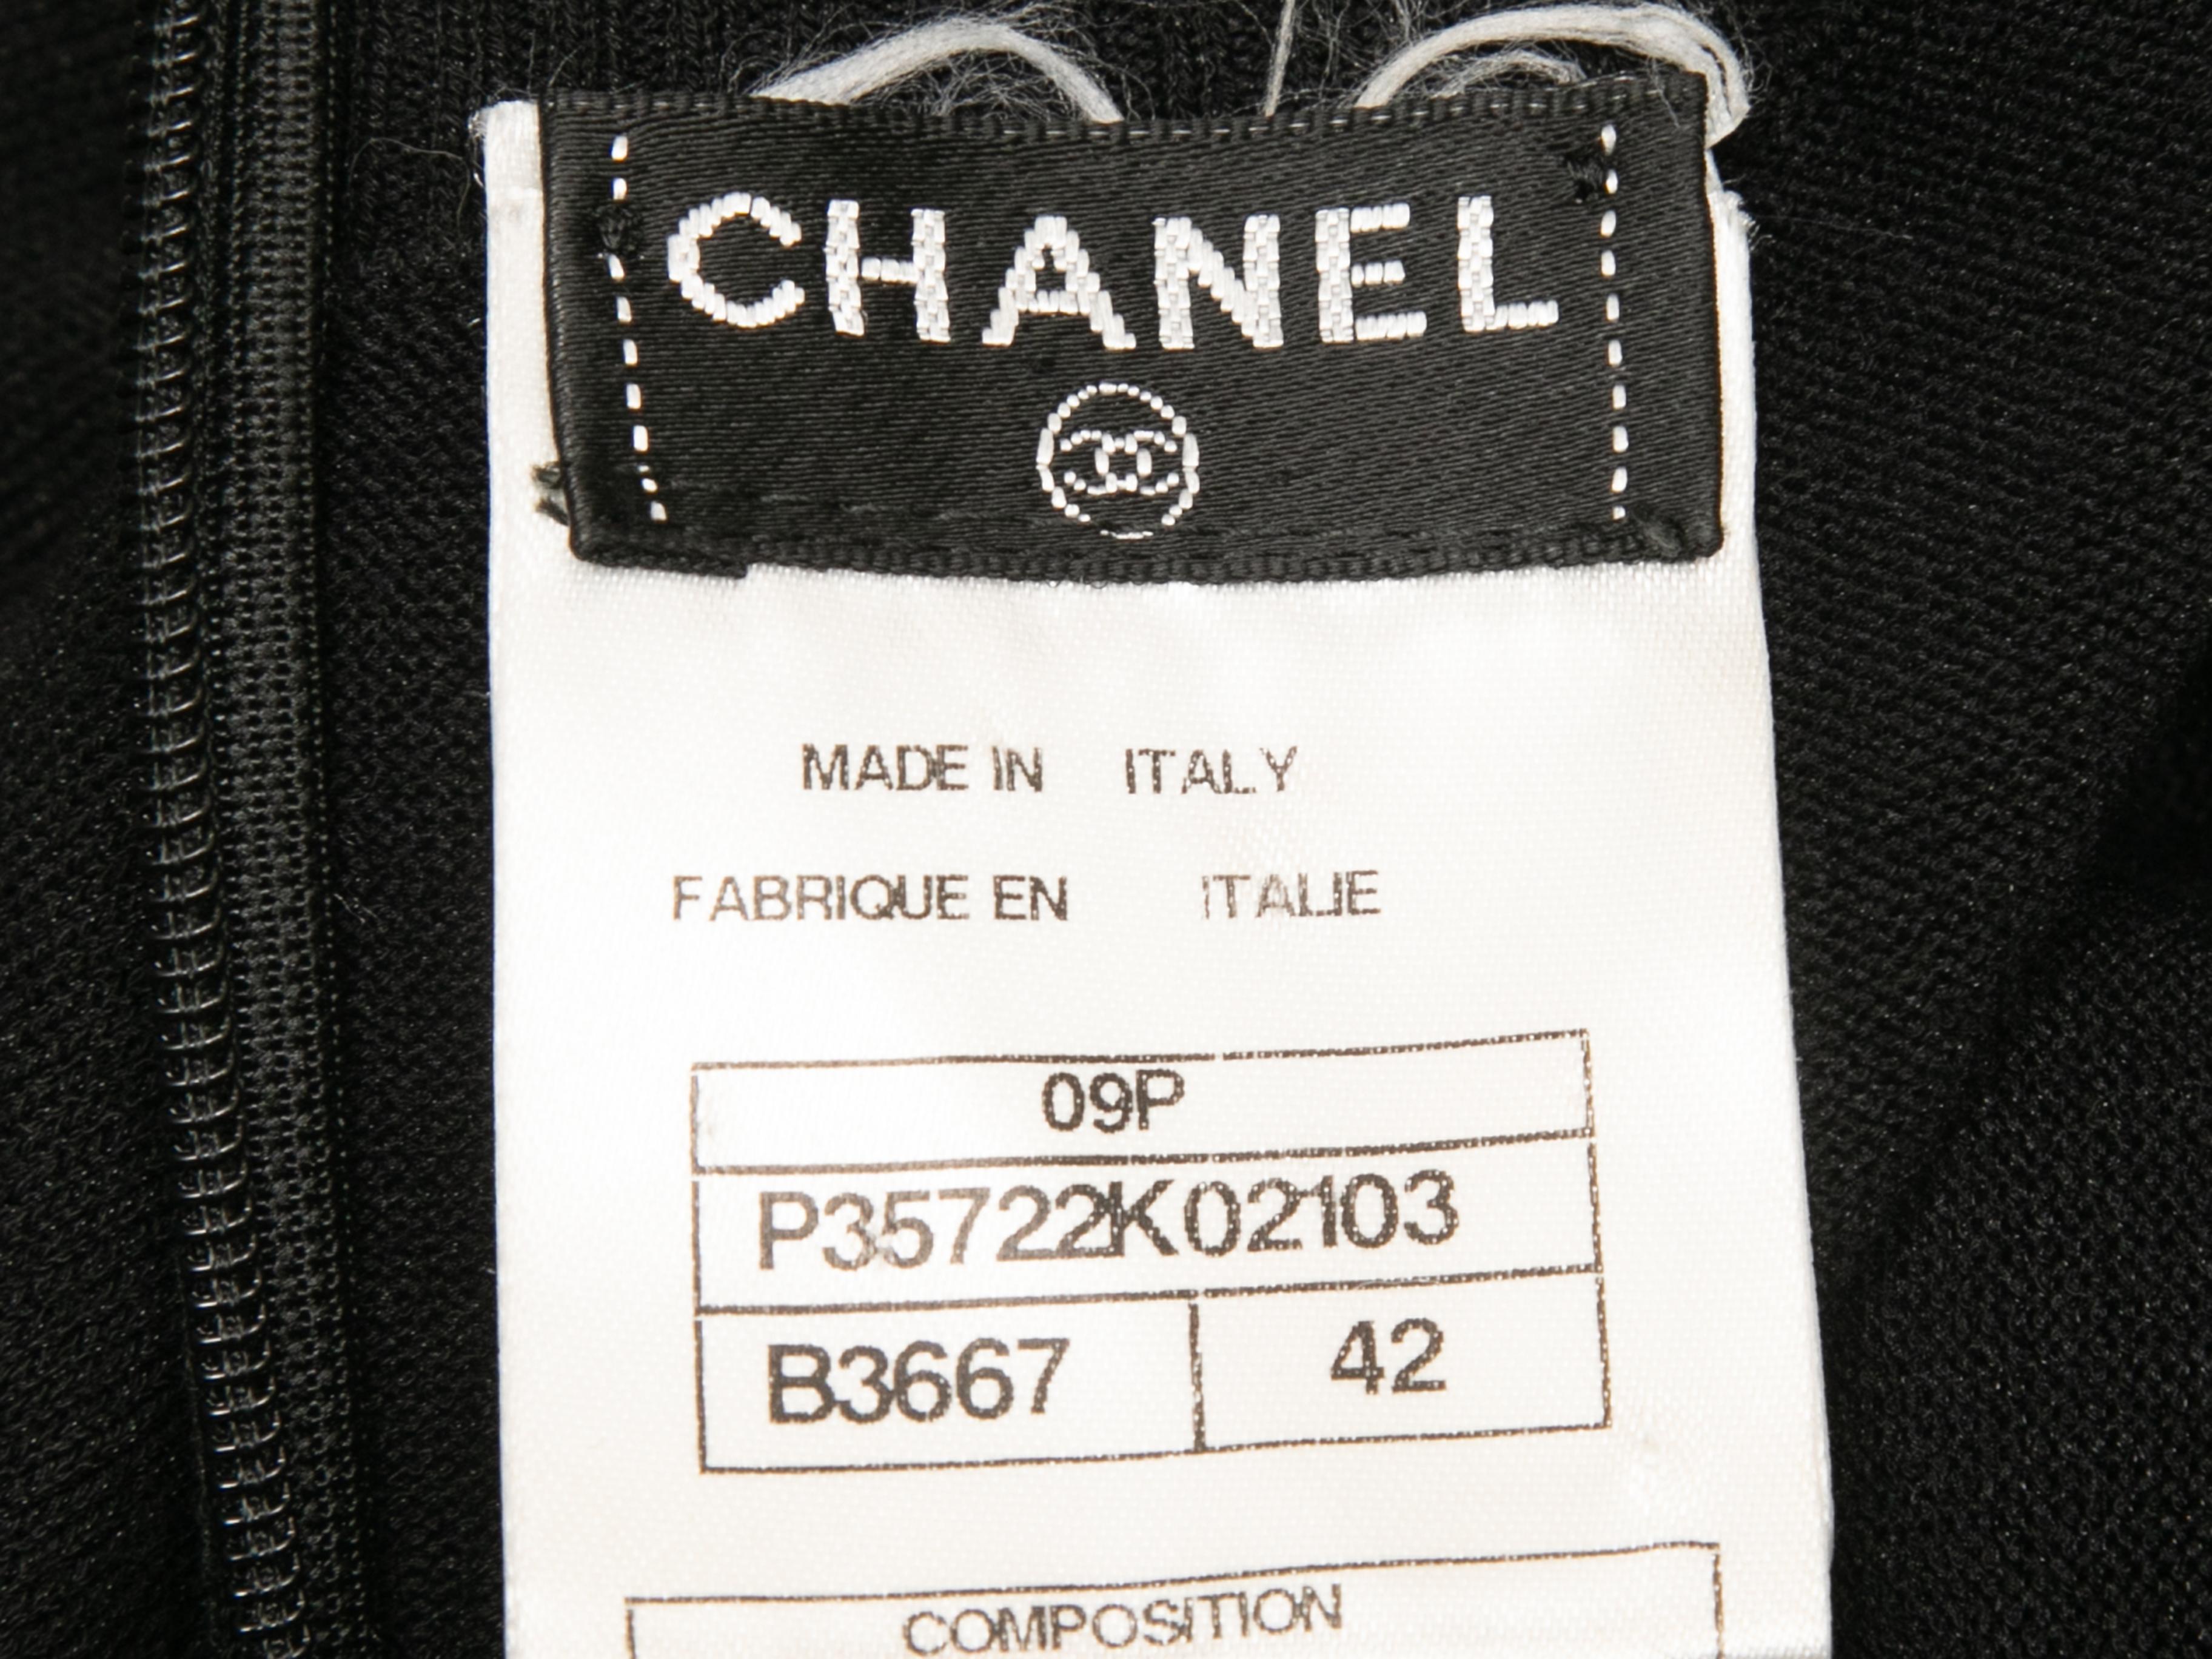 CHANEL
MADE IN ITALY
FABRIQUE EN ITALIE
09P
P35722K02103
B3667 42
COMPOSITION